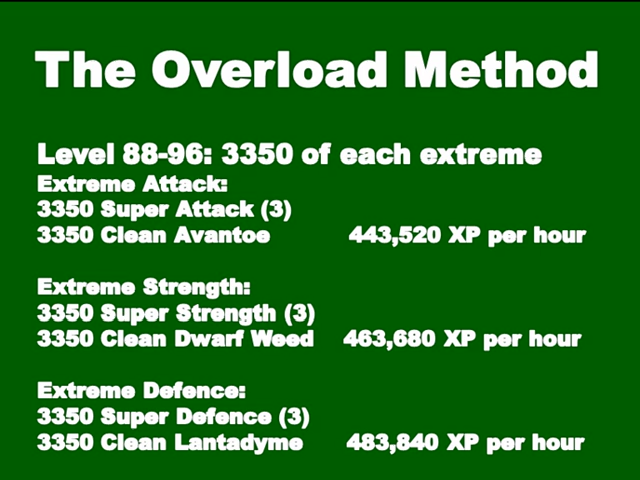 The Overload Method
Level 88-96: 3350 of each extreme
Extreme Attack:
3350 Super Attack (3)
3350 Clean Avantoe 443,520 XP per hour
Extreme Strength:
3350 Super Strength (3)
3350 Clean Dwarf Weed 463,680 XP per hour
Extreme Defence:
3350 Super Defence (3)
3350 Clean Lantadyme 483,840 XP per hour